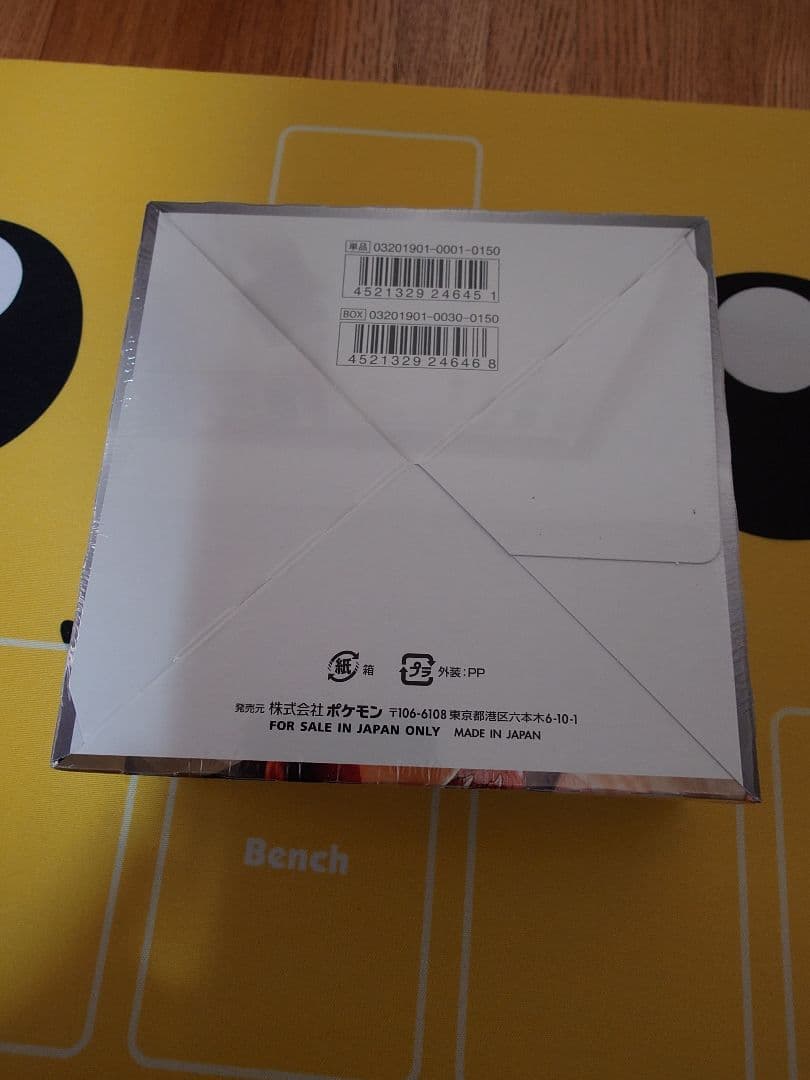 単品 03201901-0001-0150
4521329 24645 1
BOX 03201901-0030-0150
4521329 24646 8
紙 箱 プラ 外装:PP
発売元 株式会社ポケモン 〒106-6108 東京都港区六本木6-10-1
FOR SALE IN JAPAN ONLY MADE IN JAPAN
Bench